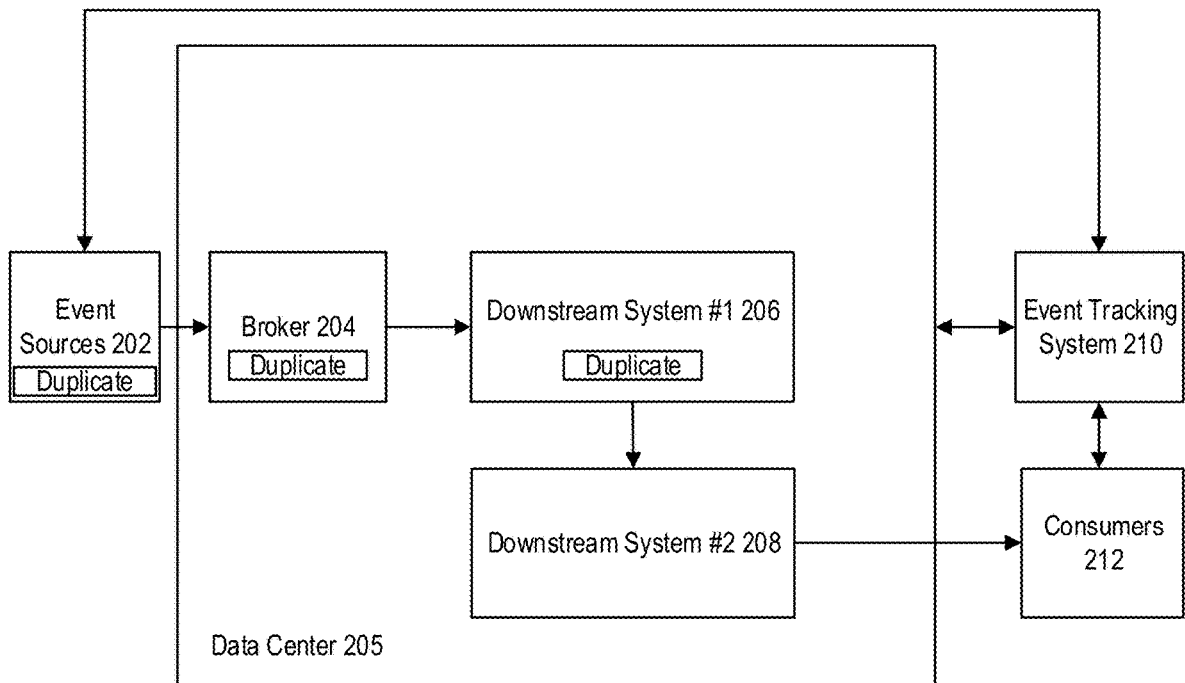 Event
Sources 202
Duplicate
Broker 204
Duplicate
Downstream System #1 206
Duplicate
Event Tracking
System 210
Downstream System #2 208
Consumers
212
Data Center 205